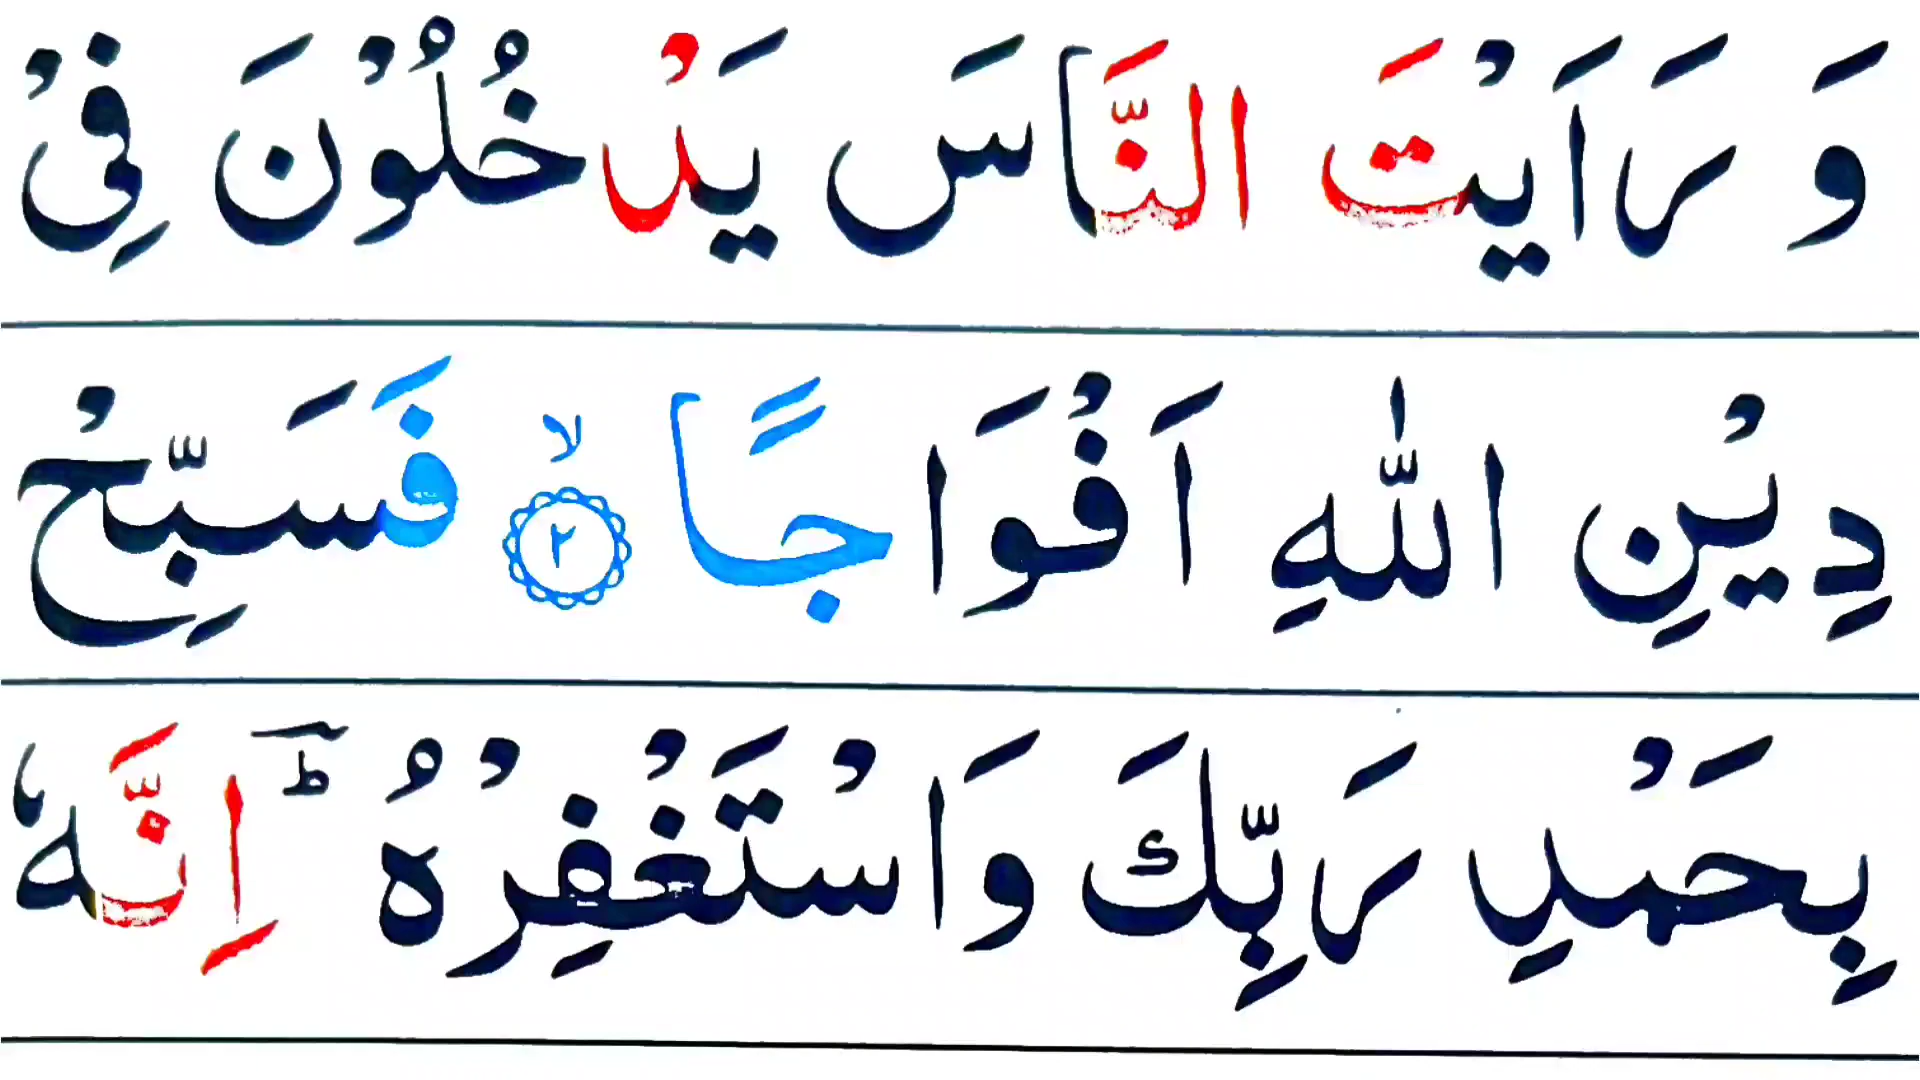 وَ رَاَیْتَ النَّاسَ یَدْخُلُوْنَ فِیْ
دِیْنِ اللّٰهِ اَفْوَاجًا ۙ﴿۲﴾ فَسَبِّحْ
بِحَمْدِ رَبِّكَ وَاسْتَغْفِرْهُ ؕ اِنَّهٗ